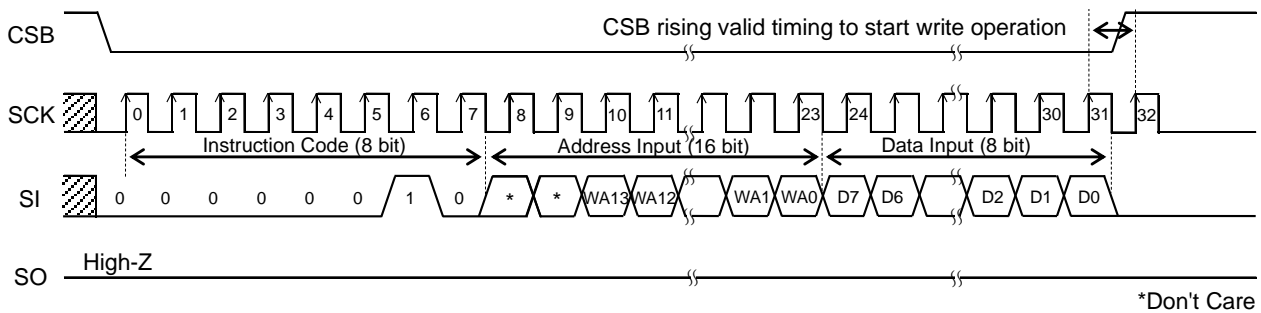 CSB CSB rising valid timing to start write operation
SCK 0 1 2 3 4 5 6 7 8 9 10 11 23 24 30 31 32
Instruction Code (8 bit) Address Input (16 bit) Data Input (8 bit)
SI 0 0 0 0 0 0 1 0 * * WA13 WA12 WA1 WA0 D7 D6 D2 D1 D0
High-Z
SO
*Don't Care